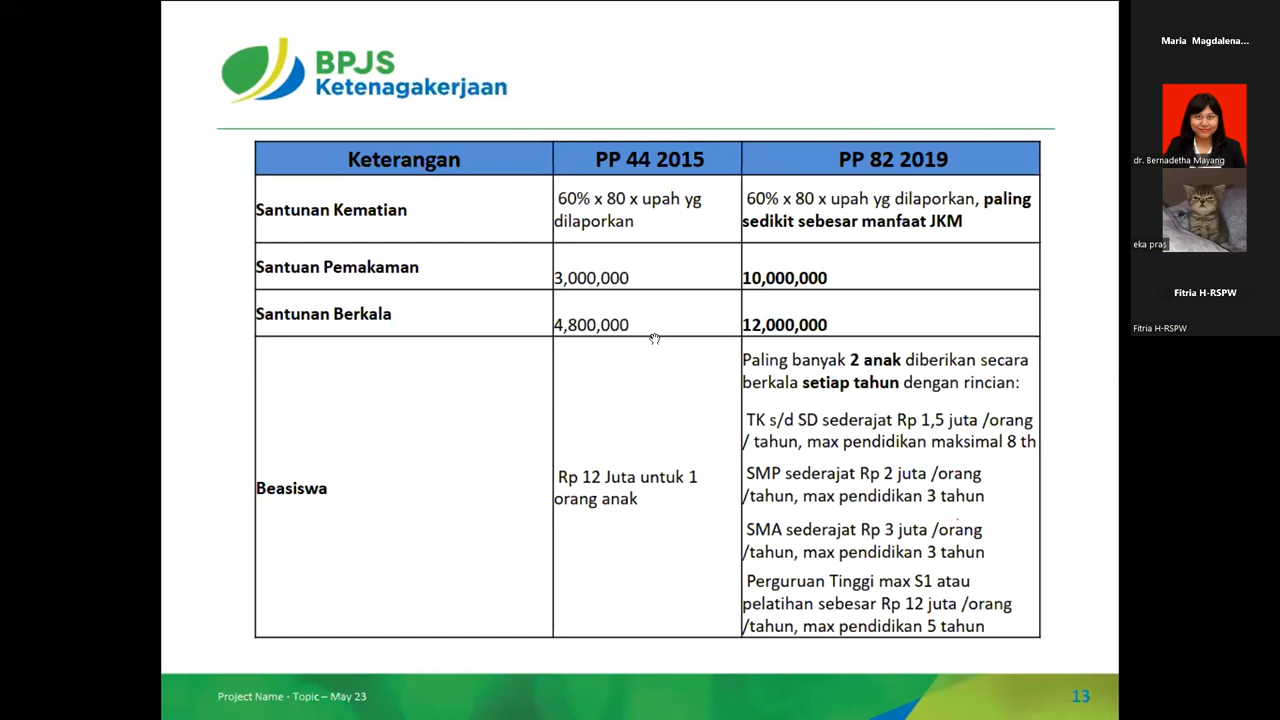 BPJS
Ketenagakerjaan
Keterangan
PP 44 2015
PP 82 2019
Santunan Kematian
60% x 80 x upah yg
dilaporkan
60% x 80 x upah yg dilaporkan, paling
sedikit sebesar manfaat JKM
Santuan Pemakaman
3,000,000
10,000,000
Santunan Berkala
4,800,000
12,000,000
Beasiswa
Rp 12 Juta untuk 1
orang anak
Paling banyak 2 anak diberikan secara
berkala setiap tahun dengan rincian:
TK s/d SD sederajat Rp 1,5 juta /orang
/ tahun, max pendidikan maksimal 8 th
SMP sederajat Rp 2 juta /orang
/tahun, max pendidikan 3 tahun
SMA sederajat Rp 3 juta /orang
/tahun, max pendidikan 3 tahun
Perguruan Tinggi max S1 atau
pelatihan sebesar Rp 12 juta /orang
/tahun, max pendidikan 5 tahun
Project Name - Topic – May 23
13
Maria Magdalena...
dr. Bernadetha Mayang
eka pras
Fitria H-RSPW
Fitria H-RSPW